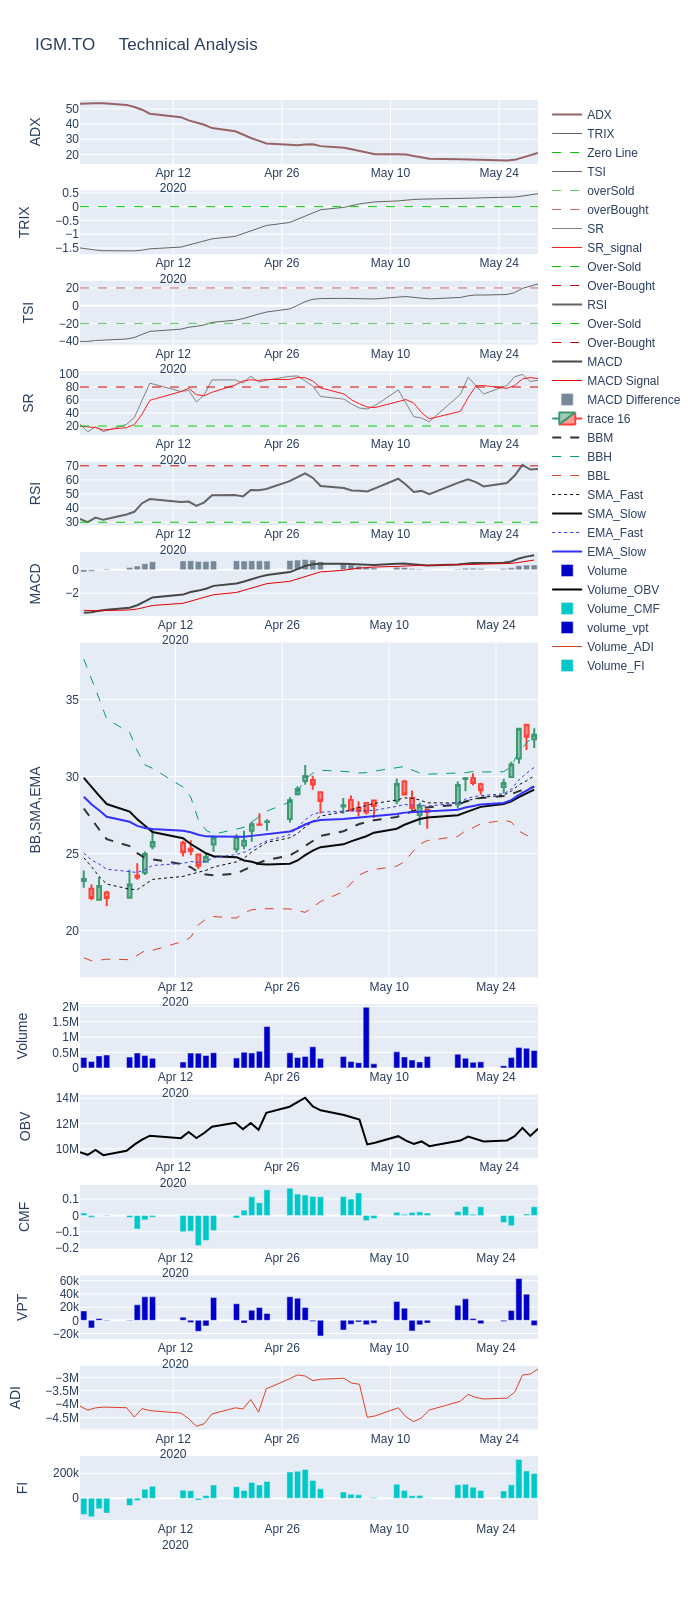 IGM.TO  Technical Analysis
ADX
50
40
30
20
Apr 12
2020
Apr 26
May 10
May 24
TRIX
0.5
0
−0.5
−1
−1.5
Apr 12
2020
Apr 26
May 10
May 24
TSI
20
0
−20
−40
Apr 12
2020
Apr 26
May 10
May 24
SR
100
80
60
40
20
Apr 12
2020
Apr 26
May 10
May 24
RSI
70
60
50
40
30
Apr 12
2020
Apr 26
May 10
May 24
MACD
0
−2
Apr 12
2020
Apr 26
May 10
May 24
BB,SMA,EMA
35
30
25
20
Apr 12
2020
Apr 26
May 10
May 24
Volume
2M
1.5M
1M
0.5M
0
Apr 12
2020
Apr 26
May 10
May 24
OBV
14M
12M
10M
Apr 12
2020
Apr 26
May 10
May 24
CMF
0.1
0
−0.1
−0.2
Apr 12
2020
Apr 26
May 10
May 24
VPT
60k
40k
20k
0
−20k
Apr 12
2020
Apr 26
May 10
May 24
ADI
−3M
−3.5M
−4M
−4.5M
Apr 12
2020
Apr 26
May 10
May 24
FI
200k
0
Apr 12
2020
Apr 26
May 10
May 24
ADX
TRIX
Zero Line
TSI
overSold
overBought
SR
SR_signal
Over-Sold
Over-Bought
RSI
Over-Sold
Over-Bought
MACD
MACD Signal
MACD Difference
trace 16
BBM
BBH
BBL
SMA_Fast
SMA_Slow
EMA_Fast
EMA_Slow
Volume
Volume_OBV
Volume_CMF
volume_vpt
Volume_ADI
Volume_FI